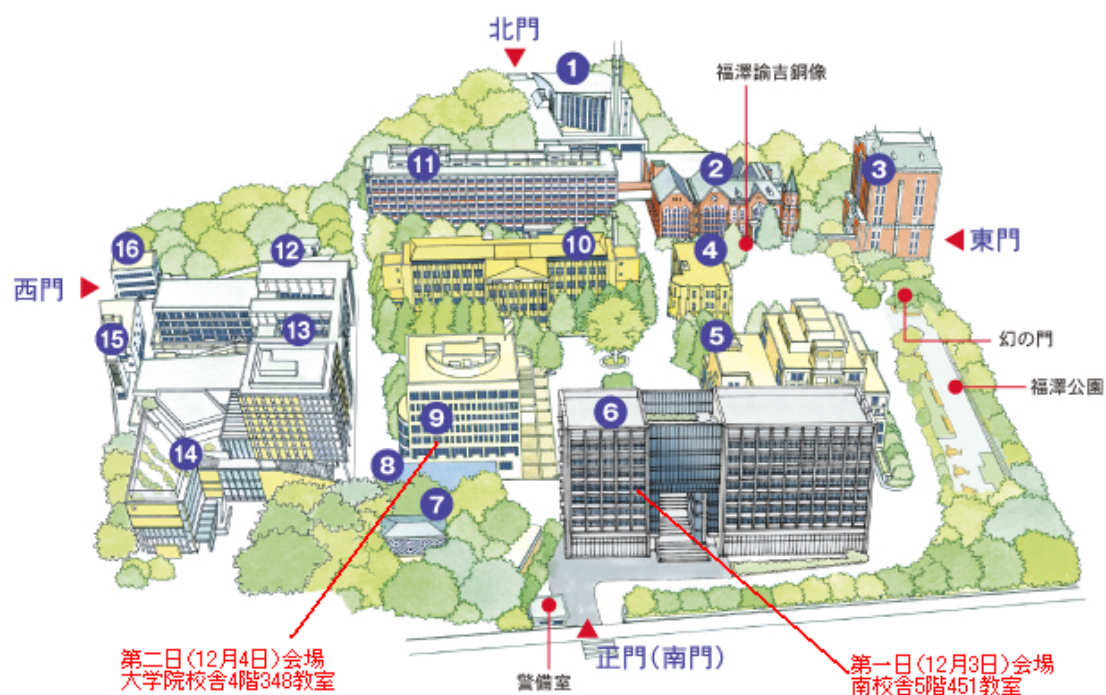 北門
1
福澤諭吉銅像
11
2
3
16
12
10
4
東門
西門
15
13
5
幻の門
福澤公園
9
6
14
8
7
第二日(12月4日)会場
大学院校舎4階348教室
警備室
正門(南門)
第一日(12月3日)会場
南校舎5階451教室